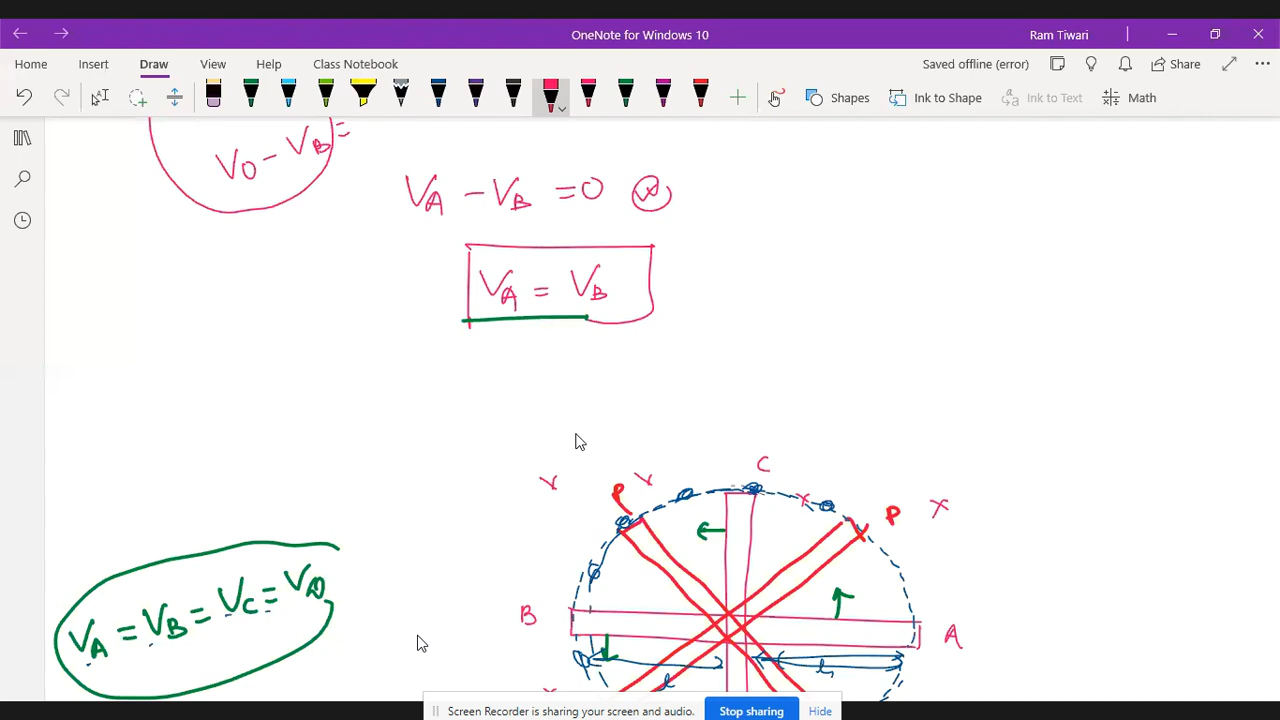 OneNote for Windows 10
Ram Tiwari
Home Insert Draw View Help Class Notebook
Saved offline (error)
Share
Shapes
Ink to Shape
Ink to Text
Math
V0 - VB =
VA - VB = 0
VA = VB
C
P
P
X
B
A
VA = VB = VC = VD
l
l
Screen Recorder is sharing your screen and audio.
Stop sharing
Hide